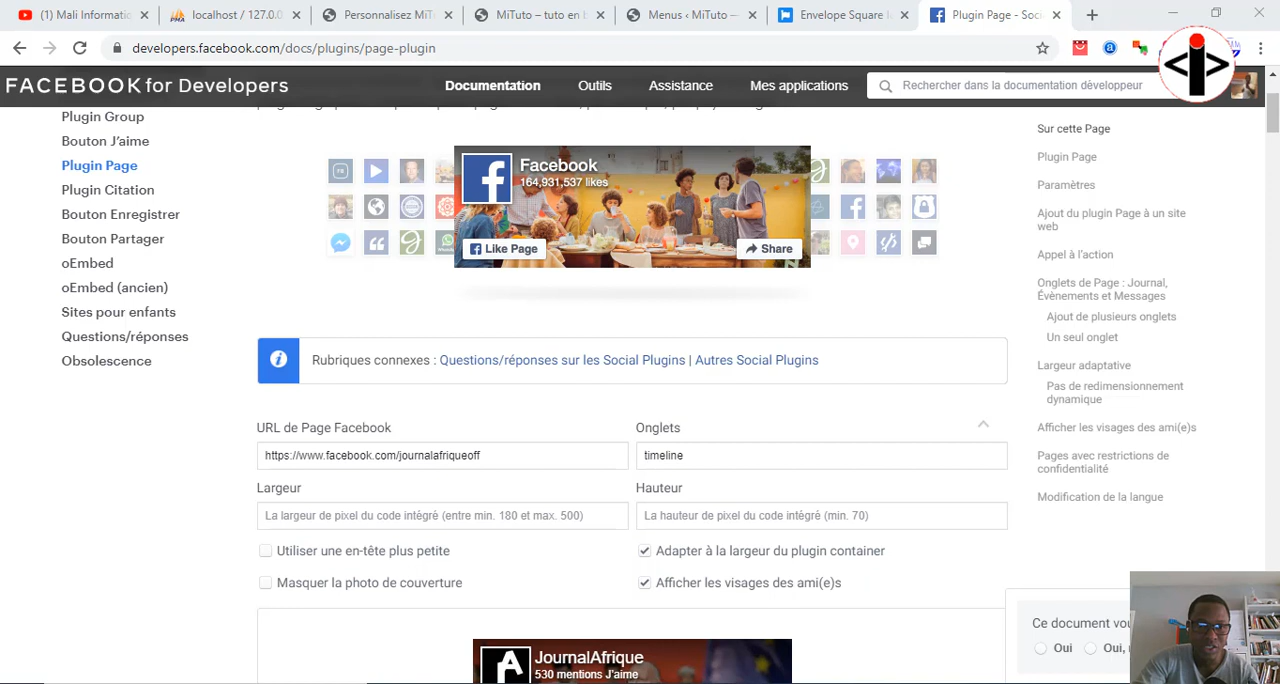 (1) Mali Informati
localhost / 127.0.0
Personnalisez MiT
MiTuto – tuto en b
Menus ‹ MiTuto —
Envelope Square I
Plugin Page - Soc
developers.facebook.com/docs/plugins/page-plugin
FACEBOOK for Developers
Documentation
Outils
Assistance
Mes applications
Rechercher dans la documentation développeur
Plugin Group
Bouton J’aime
Plugin Page
Plugin Citation
Bouton Enregistrer
Bouton Partager
oEmbed
oEmbed (ancien)
Sites pour enfants
Questions/réponses
Obsolescence
Facebook
164,931,537 likes
Like Page
Share
Rubriques connexes : Questions/réponses sur les Social Plugins | Autres Social Plugins
URL de Page Facebook
https://www.facebook.com/journalafriqueoff
Onglets
timeline
Largeur
La largeur de pixel du code intégré (entre min. 180 et max. 500)
Hauteur
La hauteur de pixel du code intégré (min. 70)
Utiliser une en-tête plus petite
Adapter à la largeur du plugin container
Masquer la photo de couverture
Afficher les visages des ami(e)s
JournalAfrique
530 mentions J’aime
Sur cette Page
Plugin Page
Paramètres
Ajout du plugin Page à un site
web
Appel à l’action
Onglets de Page : Journal,
Évènements et Messages
Ajout de plusieurs onglets
Un seul onglet
Largeur adaptative
Pas de redimensionnement
dynamique
Afficher les visages des ami(e)s
Pages avec restrictions de
confidentialité
Modification de la langue
Ce document vou
Oui
Oui,